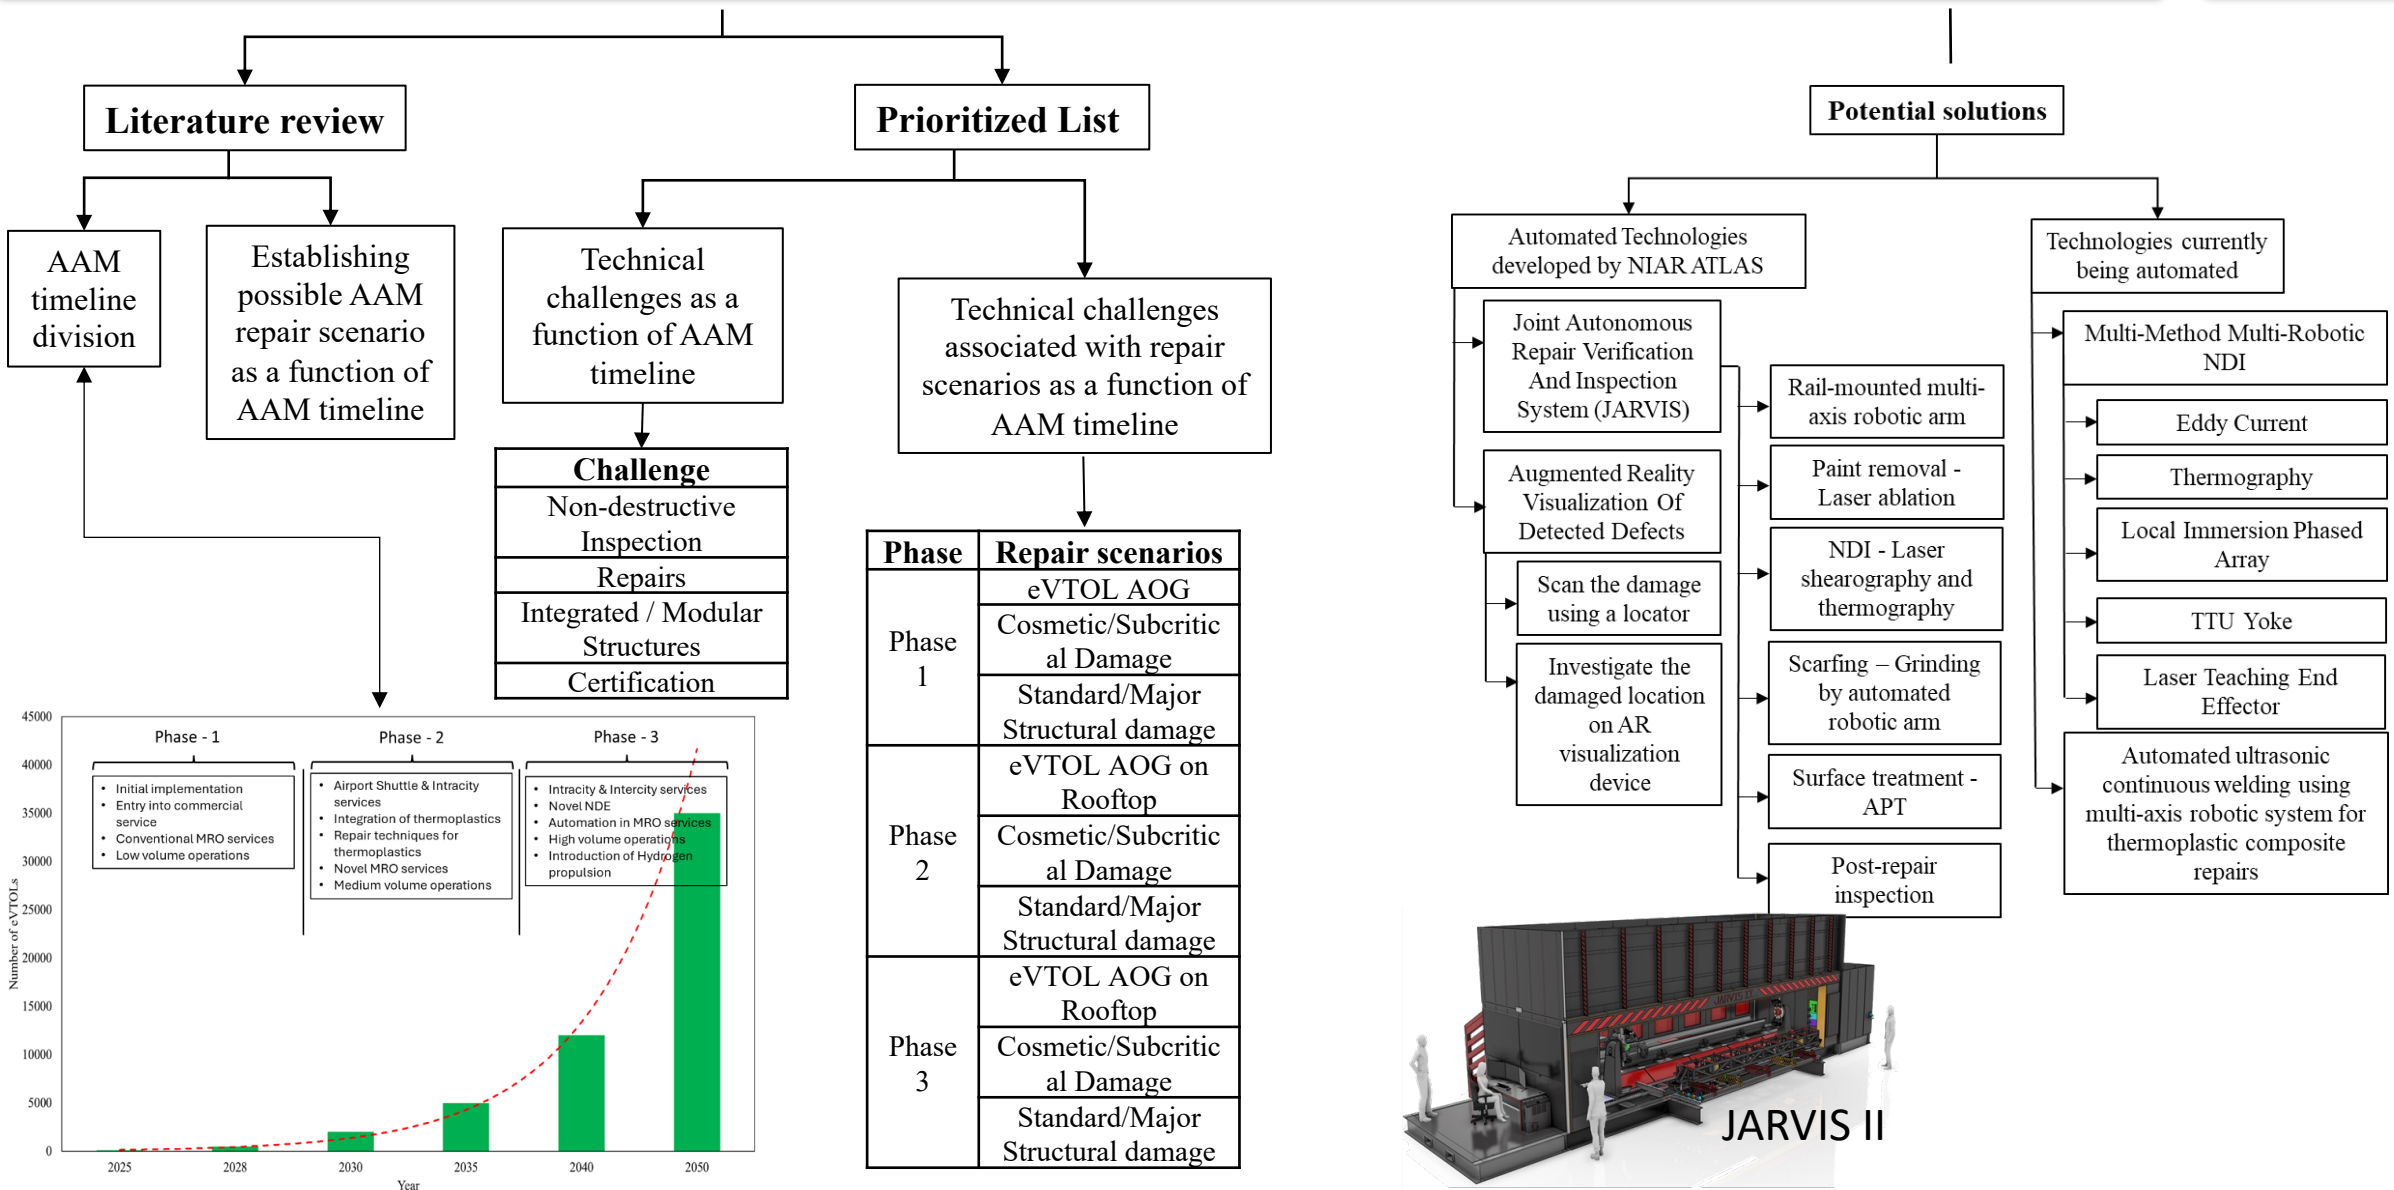 Literature review
AAM
timeline
division
Establishing
possible AAM
repair scenario
as a function of
AAM timeline
Prioritized List
Technical
challenges as a
function of AAM
timeline
Challenge
Non-destructive
Inspection
Repairs
Integrated / Modular
Structures
Certification
Technical challenges
associated with repair
scenarios as a function of
AAM timeline
Phase Repair scenarios
Phase
1
eVTOL AOG
Cosmetic/Subcritic
al Damage
Standard/Major
Structural damage
Phase
2
eVTOL AOG on
Rooftop
Cosmetic/Subcritic
al Damage
Standard/Major
Structural damage
Phase
3
eVTOL AOG on
Rooftop
Cosmetic/Subcritic
al Damage
Standard/Major
Structural damage
Phase - 1
• Initial implementation
• Entry into commercial
service
• Conventional MRO services
• Low volume operations
Phase - 2
• Airport Shuttle & Intracity
services
• Integration of thermoplastics
• Repair techniques for
thermoplastics
• Novel MRO services
• Medium volume operations
Phase - 3
• Intracity & Intercity services
• Novel NDE
• Automation in MRO services
• High volume operations
• Introduction of Hydrogen
propulsion
Number of eVTOLs
45000
40000
35000
30000
25000
20000
15000
10000
5000
0
2025 2028 2030 2035 2040 2050
Year
Potential solutions
Automated Technologies
developed by NIAR ATLAS
Joint Autonomous
Repair Verification
And Inspection
System (JARVIS)
Augmented Reality
Visualization Of
Detected Defects
Scan the damage
using a locator
Investigate the
damaged location
on AR
visualization
device
Rail-mounted multi-
axis robotic arm
Paint removal -
Laser ablation
NDI - Laser
shearography and
thermography
Scarfing – Grinding
by automated
robotic arm
Surface treatment -
APT
Post-repair
inspection
Technologies currently
being automated
Multi-Method Multi-Robotic
NDI
Eddy Current
Thermography
Local Immersion Phased
Array
TTU Yoke
Laser Teaching End
Effector
Automated ultrasonic
continuous welding using
multi-axis robotic system for
thermoplastic composite
repairs
JARVIS II
JARVIS II